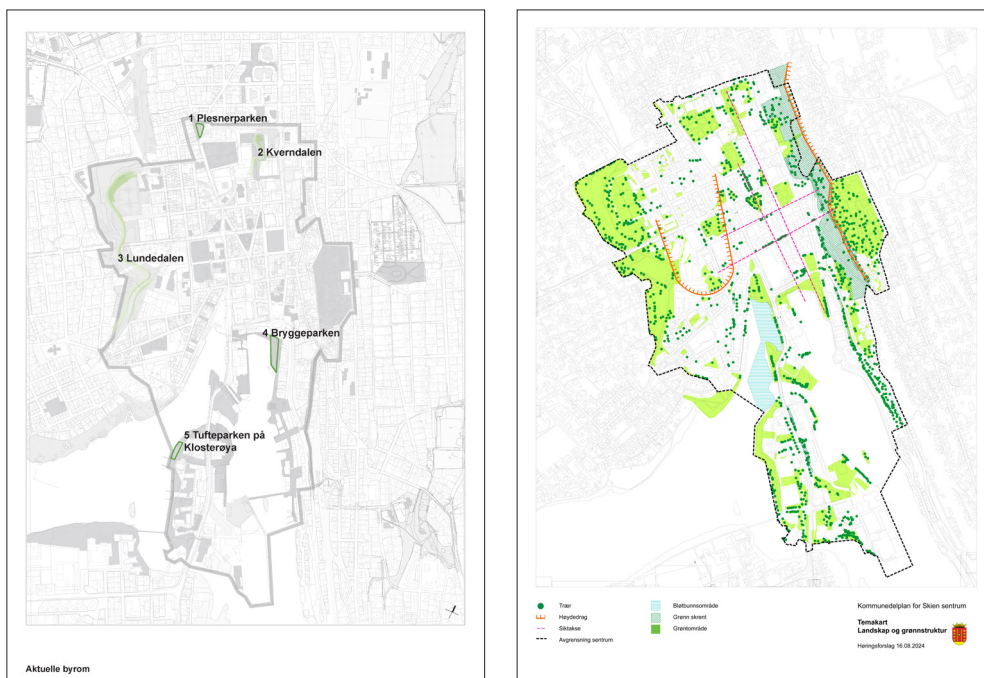 1 Plesnerparken
2 Kverndalen
3 Lundedalen
4 Bryggeparken
5 Tufteparken på
Klosterøya
Aktuelle byrom
Trær
Høydedrag
Siktakse
Avgrensning sentrum
Bløtbunnsområde
Grønn skrent
Grøntområde
Kommunedelplan for Skien sentrum
Temakart
Landskap og grønnstruktur
Høringsforslag 16.08.2024